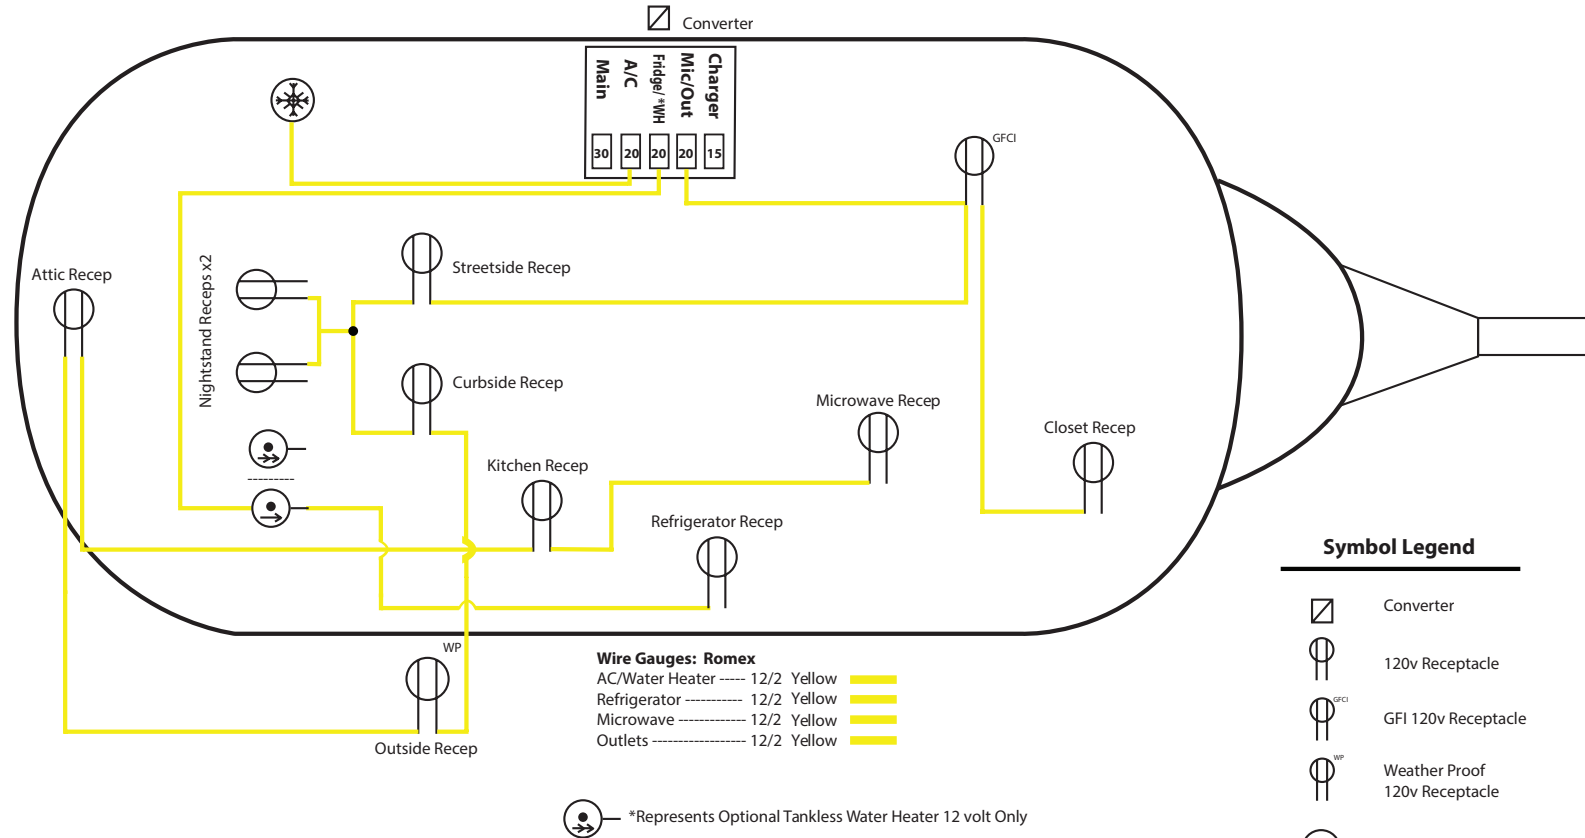 Converter
Main
A/C
Fridge/ *WH
Mic/Out
Charger
30
20
20
20
15
GFCI
Attic Recep
Nightstand Receps x2
Streetside Recep
Curbside Recep
Microwave Recep
Closet Recep
Kitchen Recep
Refrigerator Recep
---------
WP
Outside Recep
Wire Gauges: Romex
AC/Water Heater ----- 12/2 Yellow
Refrigerator ----------- 12/2 Yellow
Microwave ------------- 12/2 Yellow
Outlets ------------------ 12/2 Yellow
*Represents Optional Tankless Water Heater 12 volt Only
Symbol Legend
Converter
120v Receptacle
GFCI
GFI 120v Receptacle
WP
Weather Proof
120v Receptacle